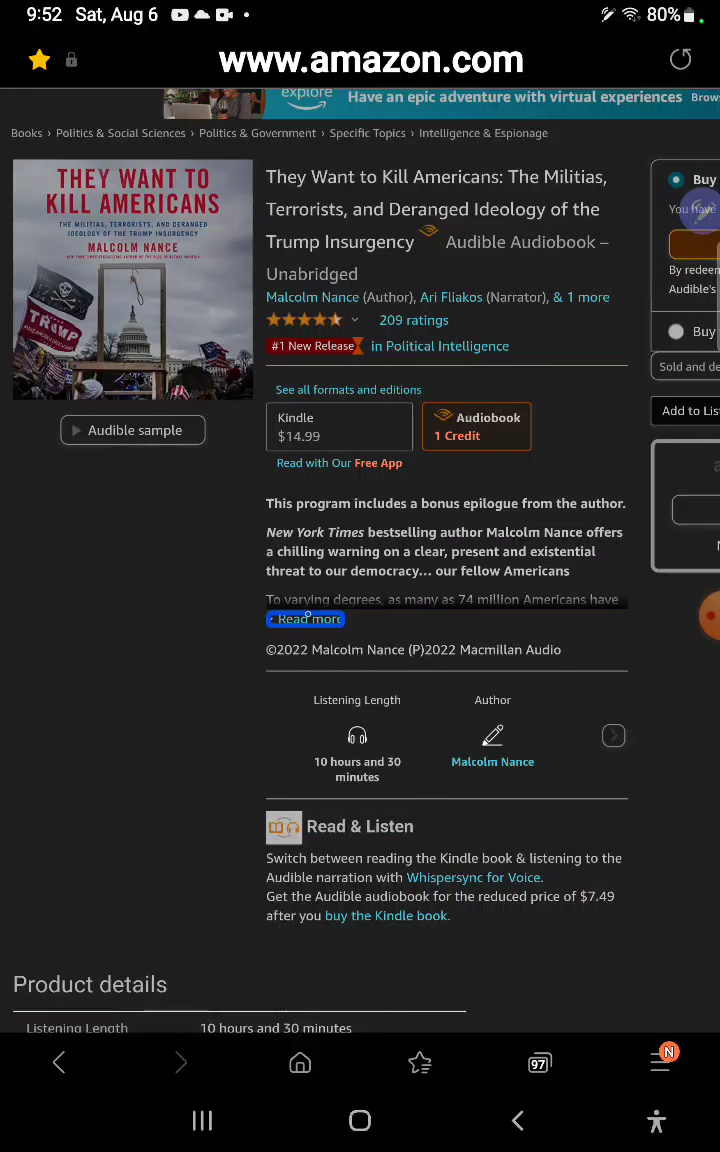 9:52 Sat, Aug 6
80%
www.amazon.com
explore Have an epic adventure with virtual experiences
Books › Politics & Social Sciences › Politics & Government › Specific Topics › Intelligence & Espionage
THEY WANT TO
KILL AMERICANS
THE MILITIAS, TERRORISTS, AND DERANGED
IDEOLOGY OF THE TRUMP INSURGENCY
MALCOLM NANCE
TRUMP
Audible sample
They Want to Kill Americans: The Militias,
Terrorists, and Deranged Ideology of the
Trump Insurgency Audible Audiobook –
Unabridged
Malcolm Nance (Author), Ari Fliakos (Narrator), & 1 more
209 ratings
#1 New Release in Political Intelligence
See all formats and editions
Kindle
$14.99
Audiobook
1 Credit
Read with Our Free App
This program includes a bonus epilogue from the author.
New York Times bestselling author Malcolm Nance offers
a chilling warning on a clear, present and existential
threat to our democracy… our fellow Americans
To varying degrees, as many as 74 million Americans have
Read more
©2022 Malcolm Nance (P)2022 Macmillan Audio
Listening Length
10 hours and 30
minutes
Author
Malcolm Nance
Read & Listen
Switch between reading the Kindle book & listening to the
Audible narration with Whispersync for Voice.
Get the Audible audiobook for the reduced price of $7.49
after you buy the Kindle book.
Buy
You have
By redeem
Audible's
Buy
Sold and de
Add to Lis
Product details
Listening Length 10 hours and 30 minutes
97
N